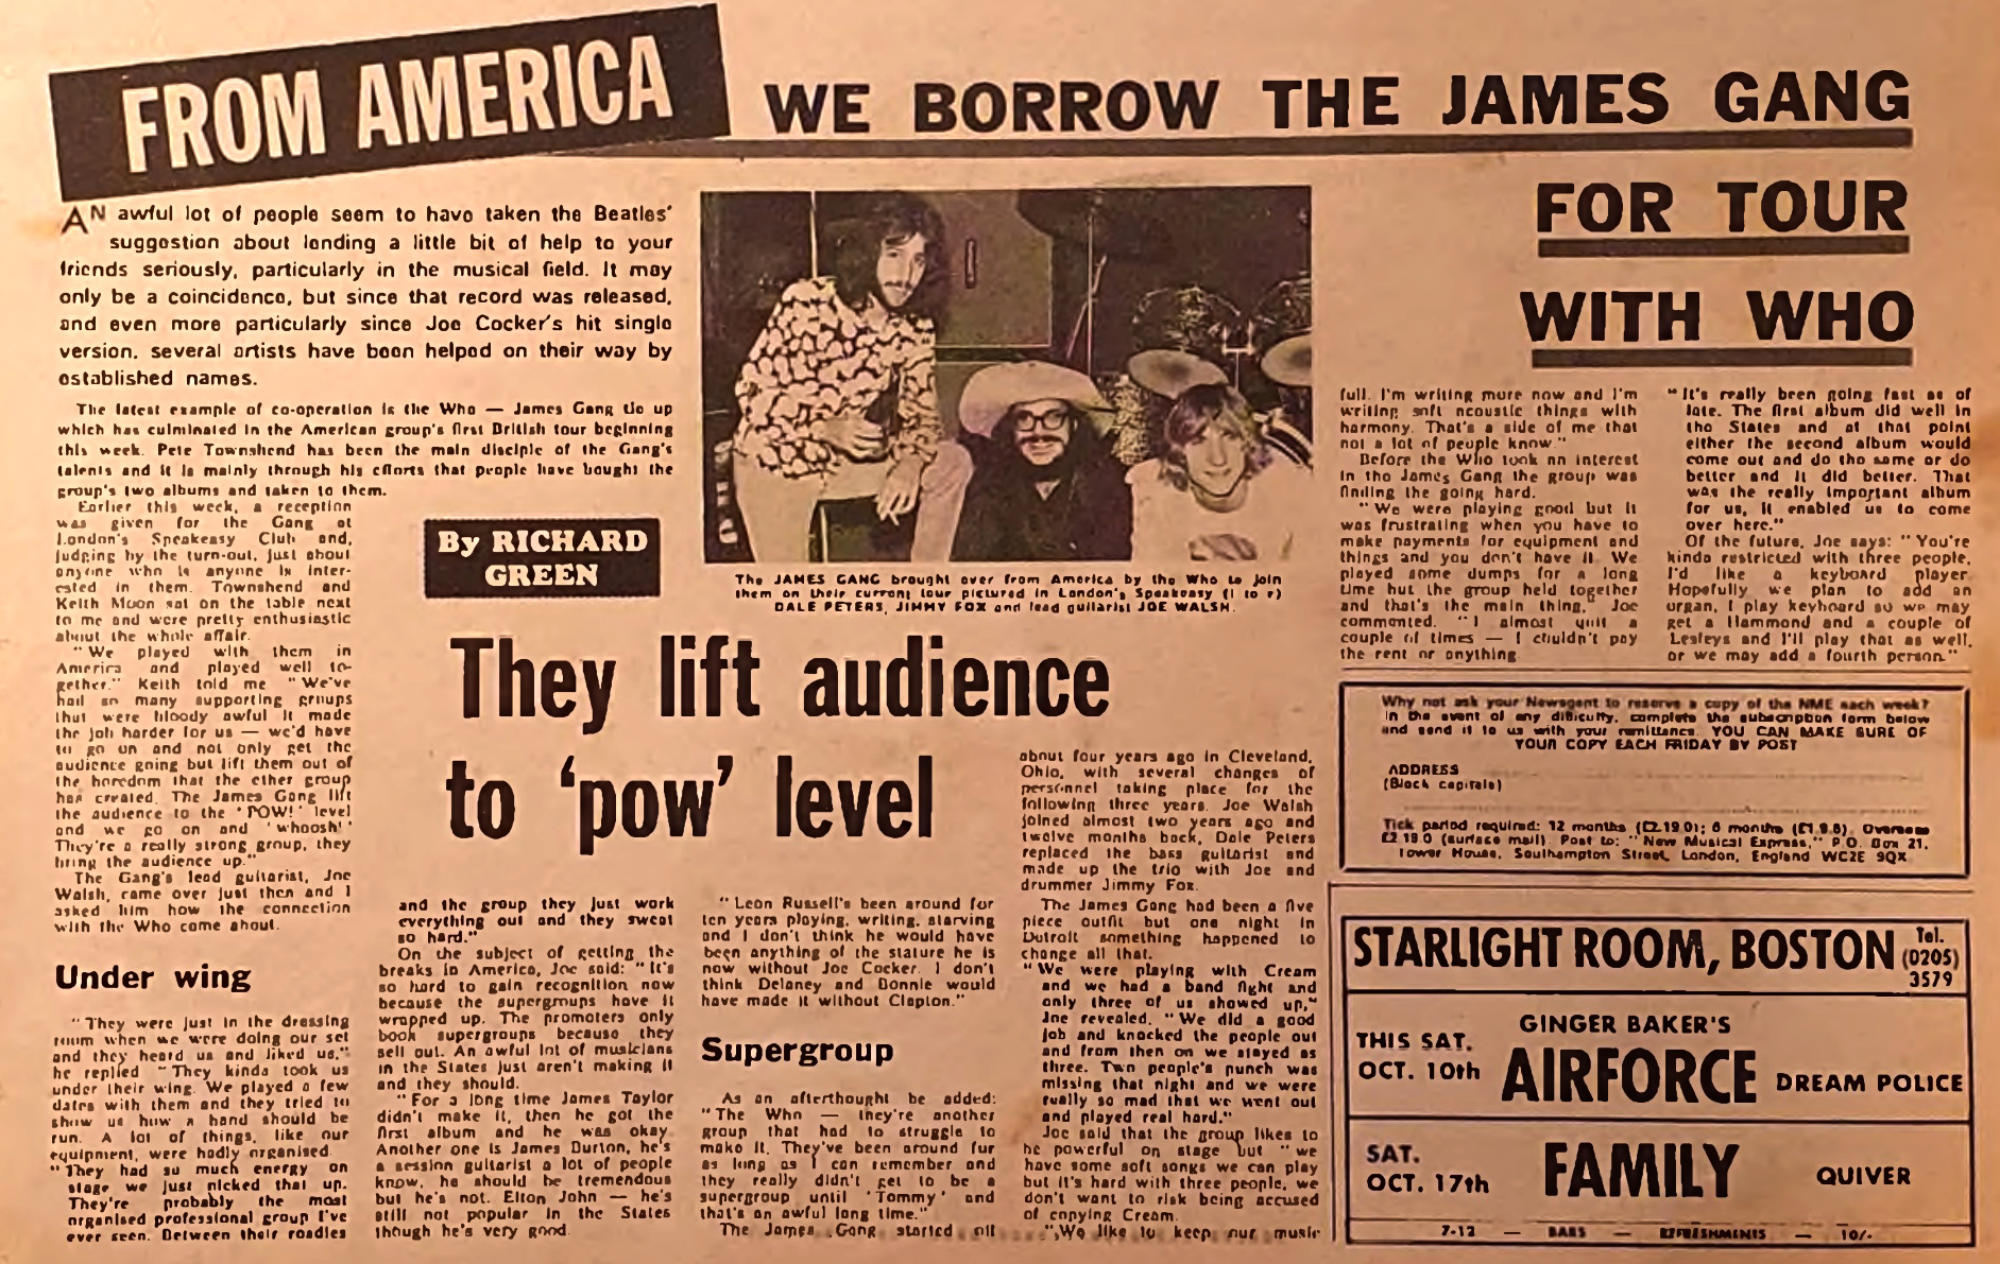 FROM AMERICA
WE BORROW THE JAMES GANG
FOR TOUR
WITH WHO
AN awful lot of people seem to have taken the Beatles'
suggestion about lending a little bit of help to your
friends seriously, particularly in the musical field. It may
only be a coincidence, but since that record was released,
and even more particularly since Joe Cocker's hit single
version, several artists have been helped on their way by
established names.
The latest example of co-operation is the Who — James Gang tie up
which has culminated in the American group's first British tour beginning
this week. Pete Townshend has been the main disciple of the Gang's
talents and it is mainly through his efforts that people have bought the
group's two albums and taken to them.
Earlier this week, a reception
was given for the Gang at
London's Speakeasy Club and,
judging by the turn-out, just about
anyone who is anyone is inter-
ested in them. Townshend and
Keith Moon sat on the table next
to me and were pretty enthusiastic
about the whole affair.
"We played with them in
America and played well to-
gether." Keith told me "We've
had so many supporting groups
that were bloody awful it made
the job harder for us — we'd have
to go on and not only get the
audience going but lift them out of
the boredom that the other group
has created. The James Gang lift
the audience to the 'POW!' level
and we go on and 'whoosh!'
They're a really strong group, they
bring the audience up."
The Gang's lead guitarist, Joe
Walsh, came over just then and I
asked him how the connection
with the Who came about.
Under wing
"They were just in the dressing
room when we were doing our set
and they heard us and liked us,"
he replied "They kinda took us
under their wing. We played a few
dates with them and they tried to
show us how a band should be
run. A lot of things, like our
equipment, were badly organised.
"They had so much energy on
stage we just nicked that up.
They're probably the most
organised professional group I've
ever seen. Between their roadies
By RICHARD
GREEN
The JAMES GANG brought over from America by the Who to join
them on their current tour pictured in London's Speakeasy (l to r)
DALE PETERS, JIMMY FOX and lead guitarist JOE WALSH.
They lift audience
to 'pow' level
and the group they just work
everything out and they sweat
so hard."
On the subject of getting the
breaks in America, Joe said: "It's
so hard to gain recognition now
because the supergroups have it
wrapped up. The promoters only
book supergroups because they
sell out. An awful lot of musicians
in the States just aren't making it
and they should.
"For a long time James Taylor
didn't make it, then he got the
first album and he was okay.
Another one is James Burton, he's
a session guitarist a lot of people
know, he should be tremendous
but he's not. Elton John — he's
still not popular in the States
though he's very good.
"Leon Russell's been around for
ten years playing, writing, starving
and I don't think he would have
been anything of the stature he is
now without Joe Cocker. I don't
think Delaney and Bonnie would
have made it without Clapton."
Supergroup
As an afterthought be added:
"The Who — they're another
group that had to struggle to
make it. They've been around for
as long as I can remember and
they really didn't get to be a
supergroup until 'Tommy' and
that's an awful long time."
The James Gang started off
about four years ago in Cleveland,
Ohio, with several changes of
personnel taking place for the
following three years. Joe Walsh
joined almost two years ago and
twelve months back, Dale Peters
replaced the bass guitarist and
made up the trio with Joe and
drummer Jimmy Fox.
The James Gang had been a five
piece outfit but one night in
Detroit something happened to
change all that.
"We were playing with Cream
and we had a band fight and
only three of us showed up,"
Joe revealed. "We did a good
job and knocked the people out
and from then on we stayed as
three. Two people's punch was
missing that night and we were
really so mad that we went out
and played real hard."
Joe said that the group likes to
be powerful on stage but "we
have some soft songs we can play
but it's hard with three people, we
don't want to risk being accused
of copying Cream.
"We like to keep our music
full. I'm writing more now and I'm
writing soft acoustic things with
harmony. That's a side of me that
not a lot of people know."
Before the Who took an interest
in the James Gang the group was
finding the going hard.
"We were playing good but it
was frustrating when you have to
make payments for equipment and
things and you don't have it. We
played some dumps for a long
time but the group held together
and that's the main thing," Joe
commented. "I almost quit a
couple of times — I couldn't pay
the rent or anything.
"It's really been going fast as of
late. The first album did well in
the States and at that point
either the second album would
come out and do the same or do
better and it did better. That
was the really important album
for us, it enabled us to come
over here."
Of the future, Joe says: "You're
kinda restricted with three people,
I'd like a keyboard player.
Hopefully we plan to add an
organ, I play keyboard so we may
get a Hammond and a couple of
Lesleys and I'll play that as well,
or we may add a fourth person."
Why not ask your Newsagent to reserve a copy of the NME each week?
In the event of any difficulty, complete the subscription form below
and send it to us with your remittance. YOU CAN MAKE SURE OF
YOUR COPY EACH FRIDAY BY POST
ADDRESS
(Block capitals)
Tick period required: 12 months (£2.19.0); 6 months (£1.9.6). Overseas
£2 19 0 (surface mail). Post to: "New Musical Express," P.O. Box 21,
Tower House, Southampton Street, London, England WC2E 9QX
STARLIGHT ROOM, BOSTON Tel. (0205) 3579
THIS SAT. OCT. 10th
GINGER BAKER'S
AIRFORCE DREAM POLICE
SAT. OCT. 17th
FAMILY QUIVER
7-12 — BARS — REFRESHMENTS — 10/-